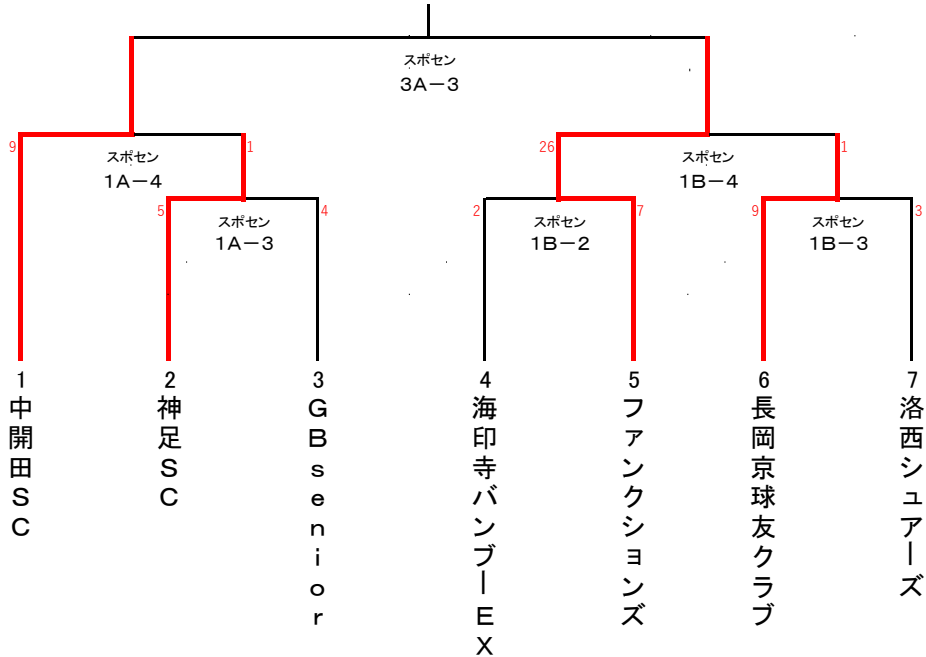 スポセン
3A－3
9
スポセン
1A－4
1
26
スポセン
1B－4
1
5
スポセン
1A－3
4
2
スポセン
1B－2
7
9
スポセン
1B－3
3
1
中開田SC
2
神足SC
3
GBsenior
4
海印寺バンブーEX
5
ファンクションズ
6
長岡京球友クラブ
7
洛西シュアーズ